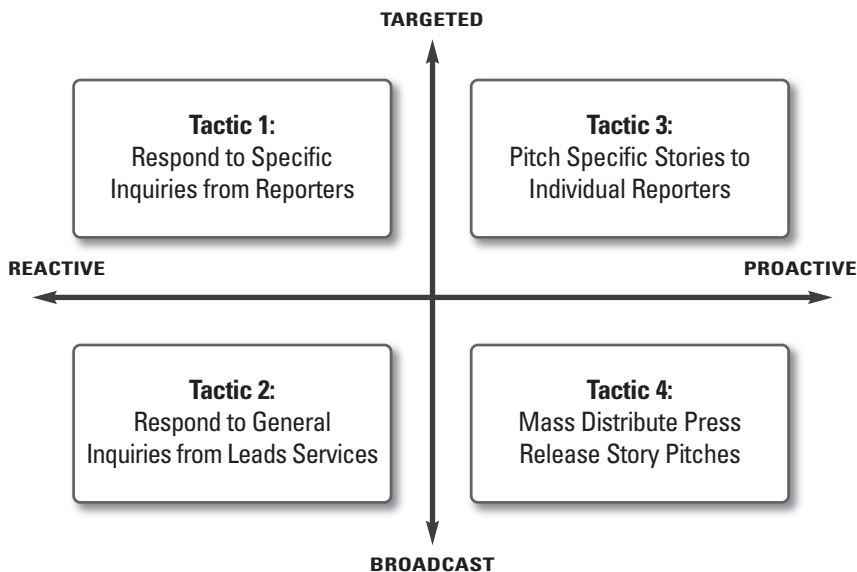 TARGETED
Tactic 1:
Respond to Specific
Inquiries from Reporters
Tactic 3:
Pitch Specific Stories to
Individual Reporters
REACTIVE
PROACTIVE
Tactic 2:
Respond to General
Inquiries from Leads Services
Tactic 4:
Mass Distribute Press
Release Story Pitches
BROADCAST